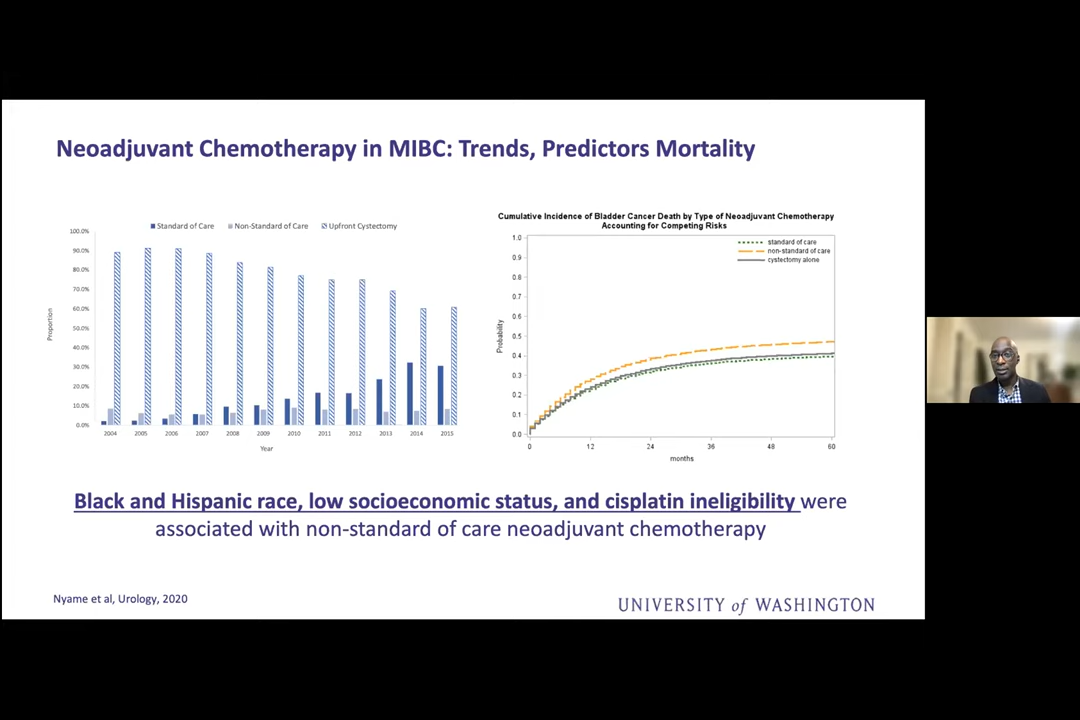 Neoadjuvant Chemotherapy in MIBC: Trends, Predictors Mortality
Standard of Care Non-Standard of Care Upfront Cystectomy
100.0%
90.0%
80.0%
70.0%
60.0%
50.0%
40.0%
30.0%
20.0%
10.0%
0.0%
Proportion
2004 2005 2006 2007 2008 2009 2010 2011 2012 2013 2014 2015
Year
Cumulative Incidence of Bladder Cancer Death by Type of Neoadjuvant Chemotherapy
Accounting for Competing Risks
standard of care
non-standard of care
cystectomy alone
1.0
0.9
0.8
0.7
0.6
0.5
0.4
0.3
0.2
0.1
0.0
Probability
0 12 24 36 48 60
months
Black and Hispanic race, low socioeconomic status, and cisplatin ineligibility were
associated with non-standard of care neoadjuvant chemotherapy
Nyame et al, Urology, 2020
UNIVERSITY of WASHINGTON